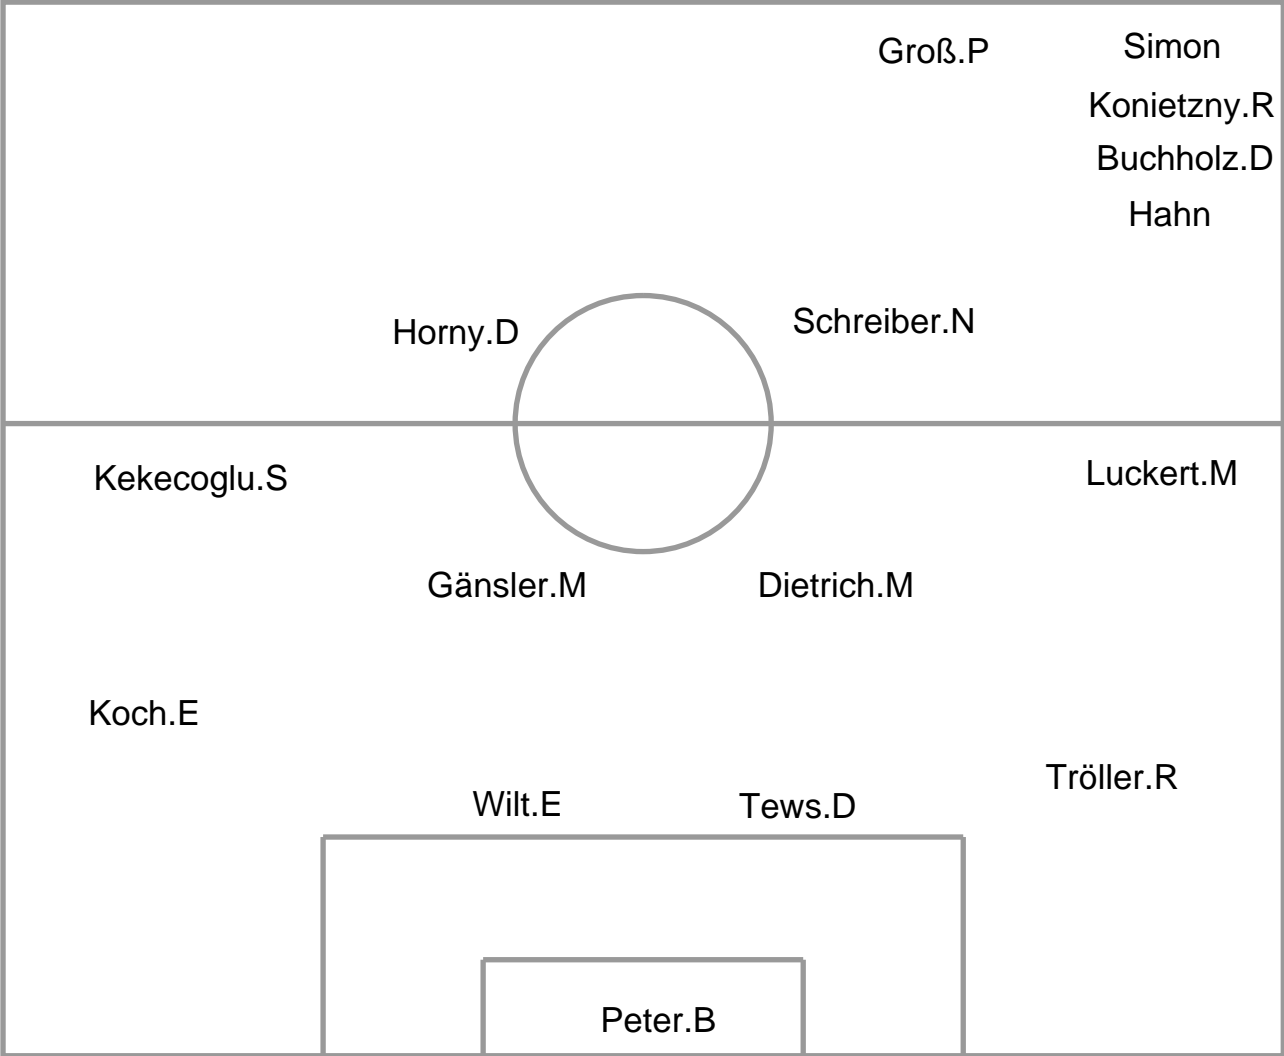 Groß.P
Simon
Konietzny.R
Buchholz.D
Hahn
Horny.D
Schreiber.N
Kekecoglu.S
Luckert.M
Gänsler.M
Dietrich.M
Koch.E
Tröller.R
Wilt.E
Tews.D
Peter.B